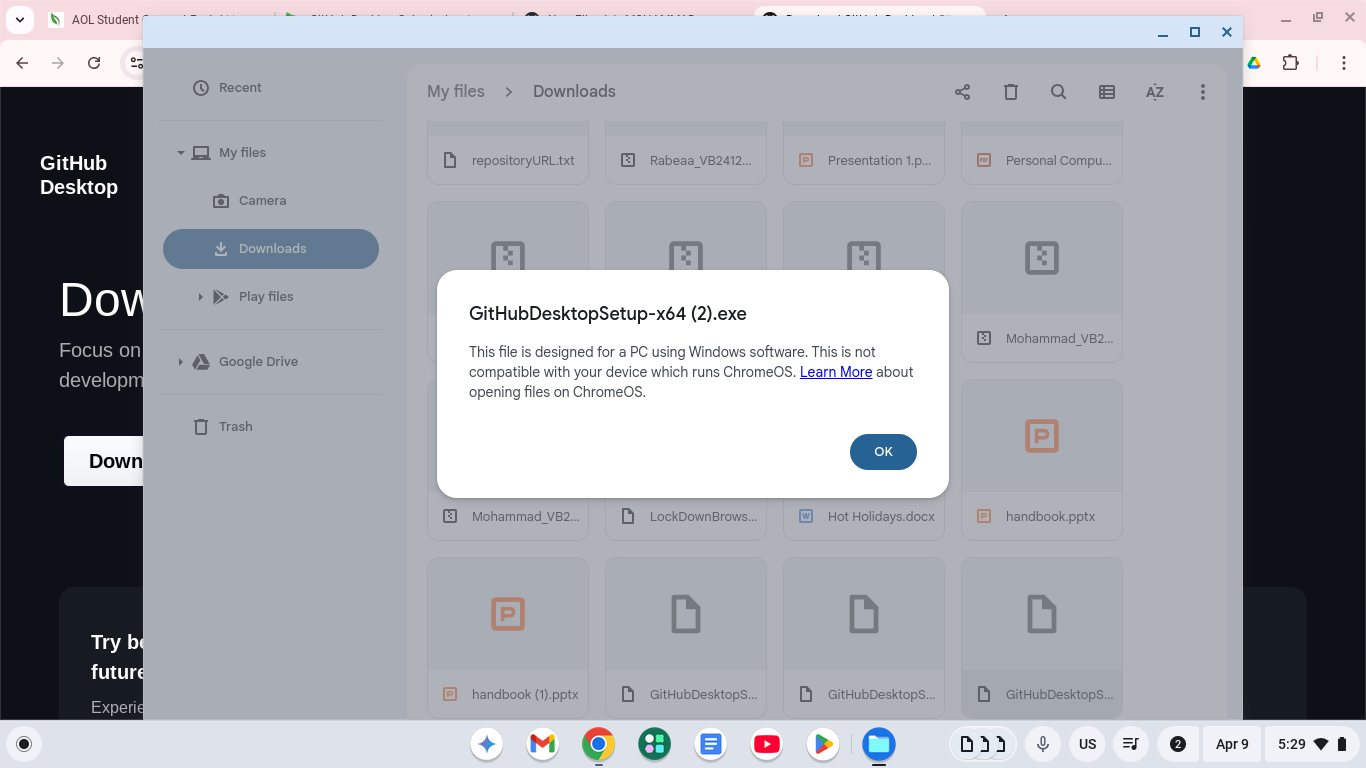 AOL Student
GitHub
Desktop
Dow
Focus on
developm
Down
Try be
future
Experie
Recent
My files
Camera
Downloads
Play files
Google Drive
Trash
My files
Downloads
AZ
repositoryURL.txt
Rabeaa_VB2412...
Presentation 1.p...
Personal Compu...
Mohammad_VB2...
GitHubDesktopSetup-x64 (2).exe
This file is designed for a PC using Windows software. This is not
compatible with your device which runs ChromeOS. Learn More about
opening files on ChromeOS.
OK
Mohammad_VB2...
LockDownBrows...
Hot Holidays.docx
handbook.pptx
handbook (1).pptx
GitHubDesktopS...
GitHubDesktopS...
GitHubDesktopS...
US
2
Apr 9
5:29